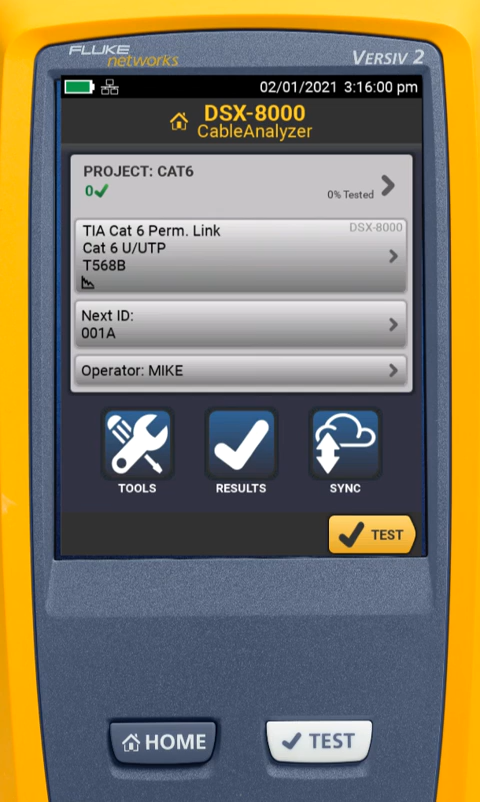 FLUKE
networks
VERSIV 2
02/01/2021 3:16:00 pm
DSX-8000
CableAnalyzer
PROJECT: CAT6
0
0% Tested
TIA Cat 6 Perm. Link
DSX-8000
Cat 6 U/UTP
T568B
Next ID:
001A
Operator: MIKE
TOOLS
RESULTS
SYNC
TEST
HOME
TEST